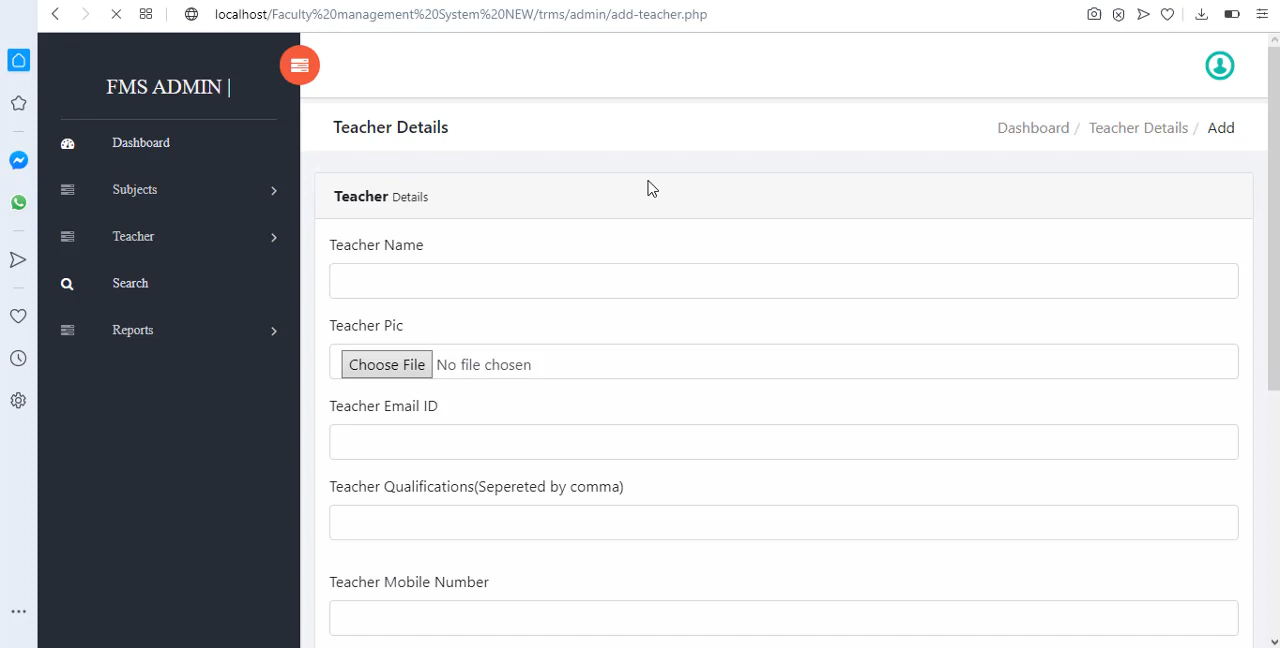 localhost/Faculty%20management%20System%20NEW/trms/admin/add-teacher.php
FMS ADMIN |
Dashboard
Subjects
Teacher
Search
Reports
Teacher Details
Dashboard / Teacher Details / Add
Teacher Details
Teacher Name
Teacher Pic
Choose File No file chosen
Teacher Email ID
Teacher Qualifications(Sepereted by comma)
Teacher Mobile Number